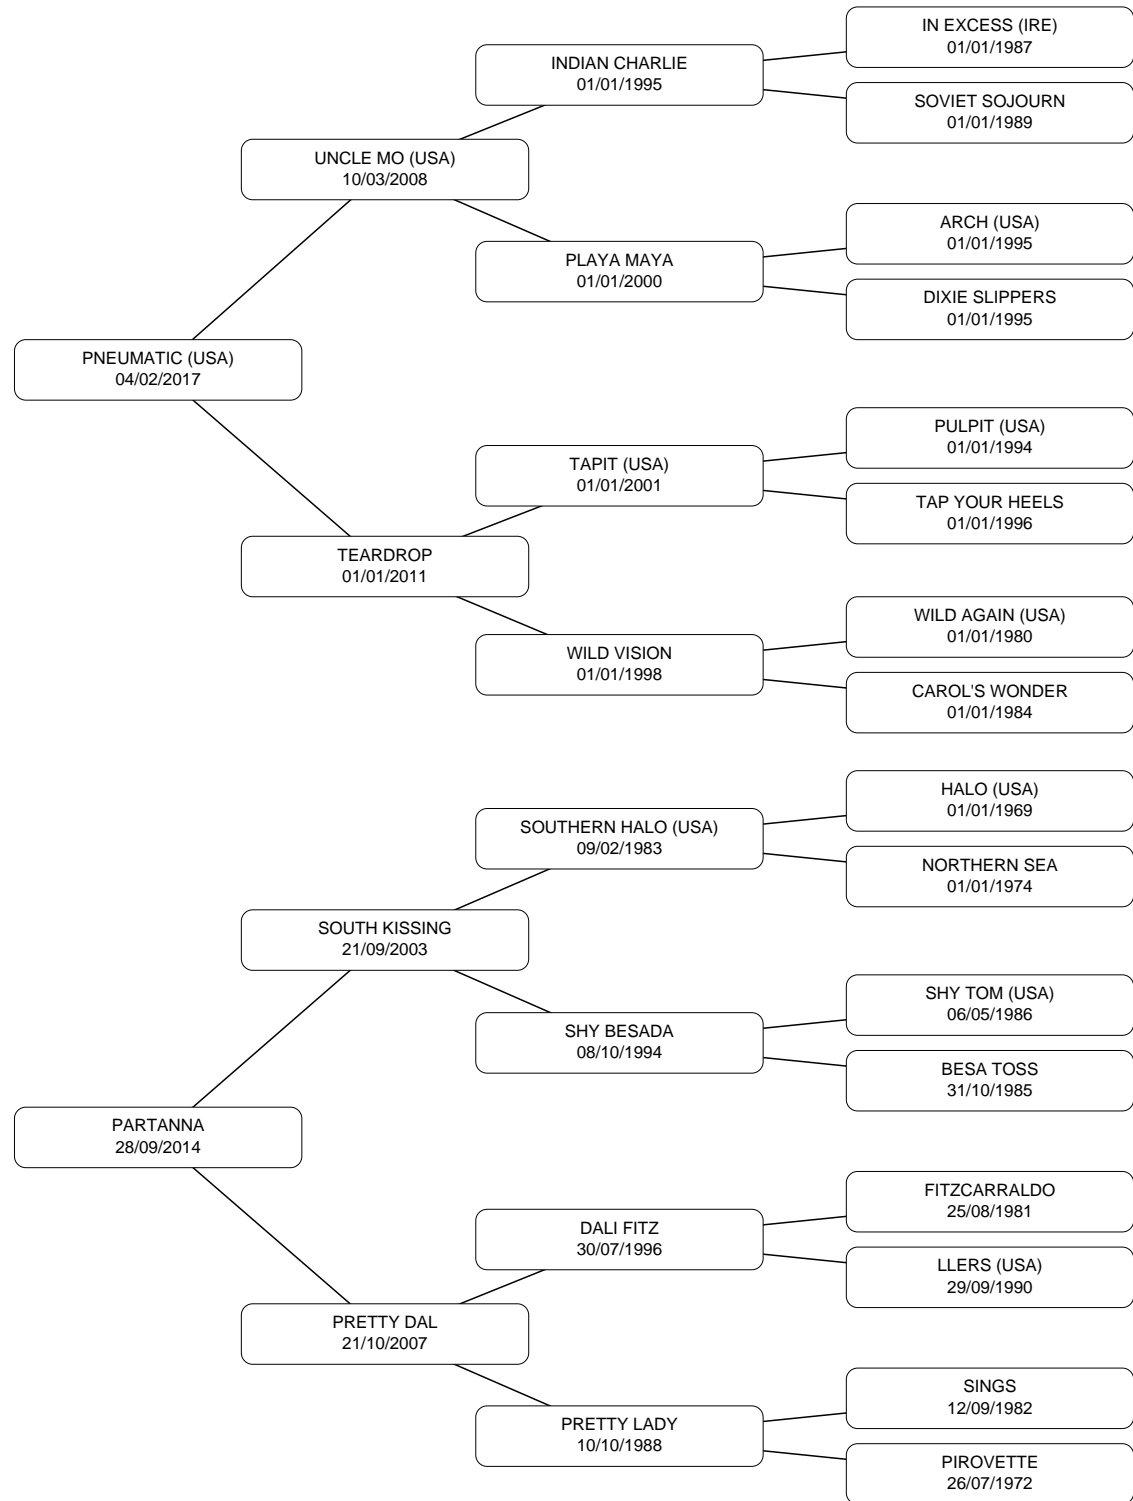 IN EXCESS (IRE)
01/01/1987
INDIAN CHARLIE
01/01/1995
SOVIET SOJOURN
01/01/1989
UNCLE MO (USA)
10/03/2008
ARCH (USA)
01/01/1995
PLAYA MAYA
01/01/2000
DIXIE SLIPPERS
01/01/1995
PNEUMATIC (USA)
04/02/2017
PULPIT (USA)
01/01/1994
TAPIT (USA)
01/01/2001
TAP YOUR HEELS
01/01/1996
TEARDROP
01/01/2011
WILD AGAIN (USA)
01/01/1980
WILD VISION
01/01/1998
CAROL'S WONDER
01/01/1984
HALO (USA)
01/01/1969
SOUTHERN HALO (USA)
09/02/1983
NORTHERN SEA
01/01/1974
SOUTH KISSING
21/09/2003
SHY TOM (USA)
06/05/1986
SHY BESADA
08/10/1994
BESA TOSS
31/10/1985
PARTANNA
28/09/2014
FITZCARRALDO
25/08/1981
DALI FITZ
30/07/1996
LLERS (USA)
29/09/1990
PRETTY DAL
21/10/2007
SINGS
12/09/1982
PRETTY LADY
10/10/1988
PIROVETTE
26/07/1972